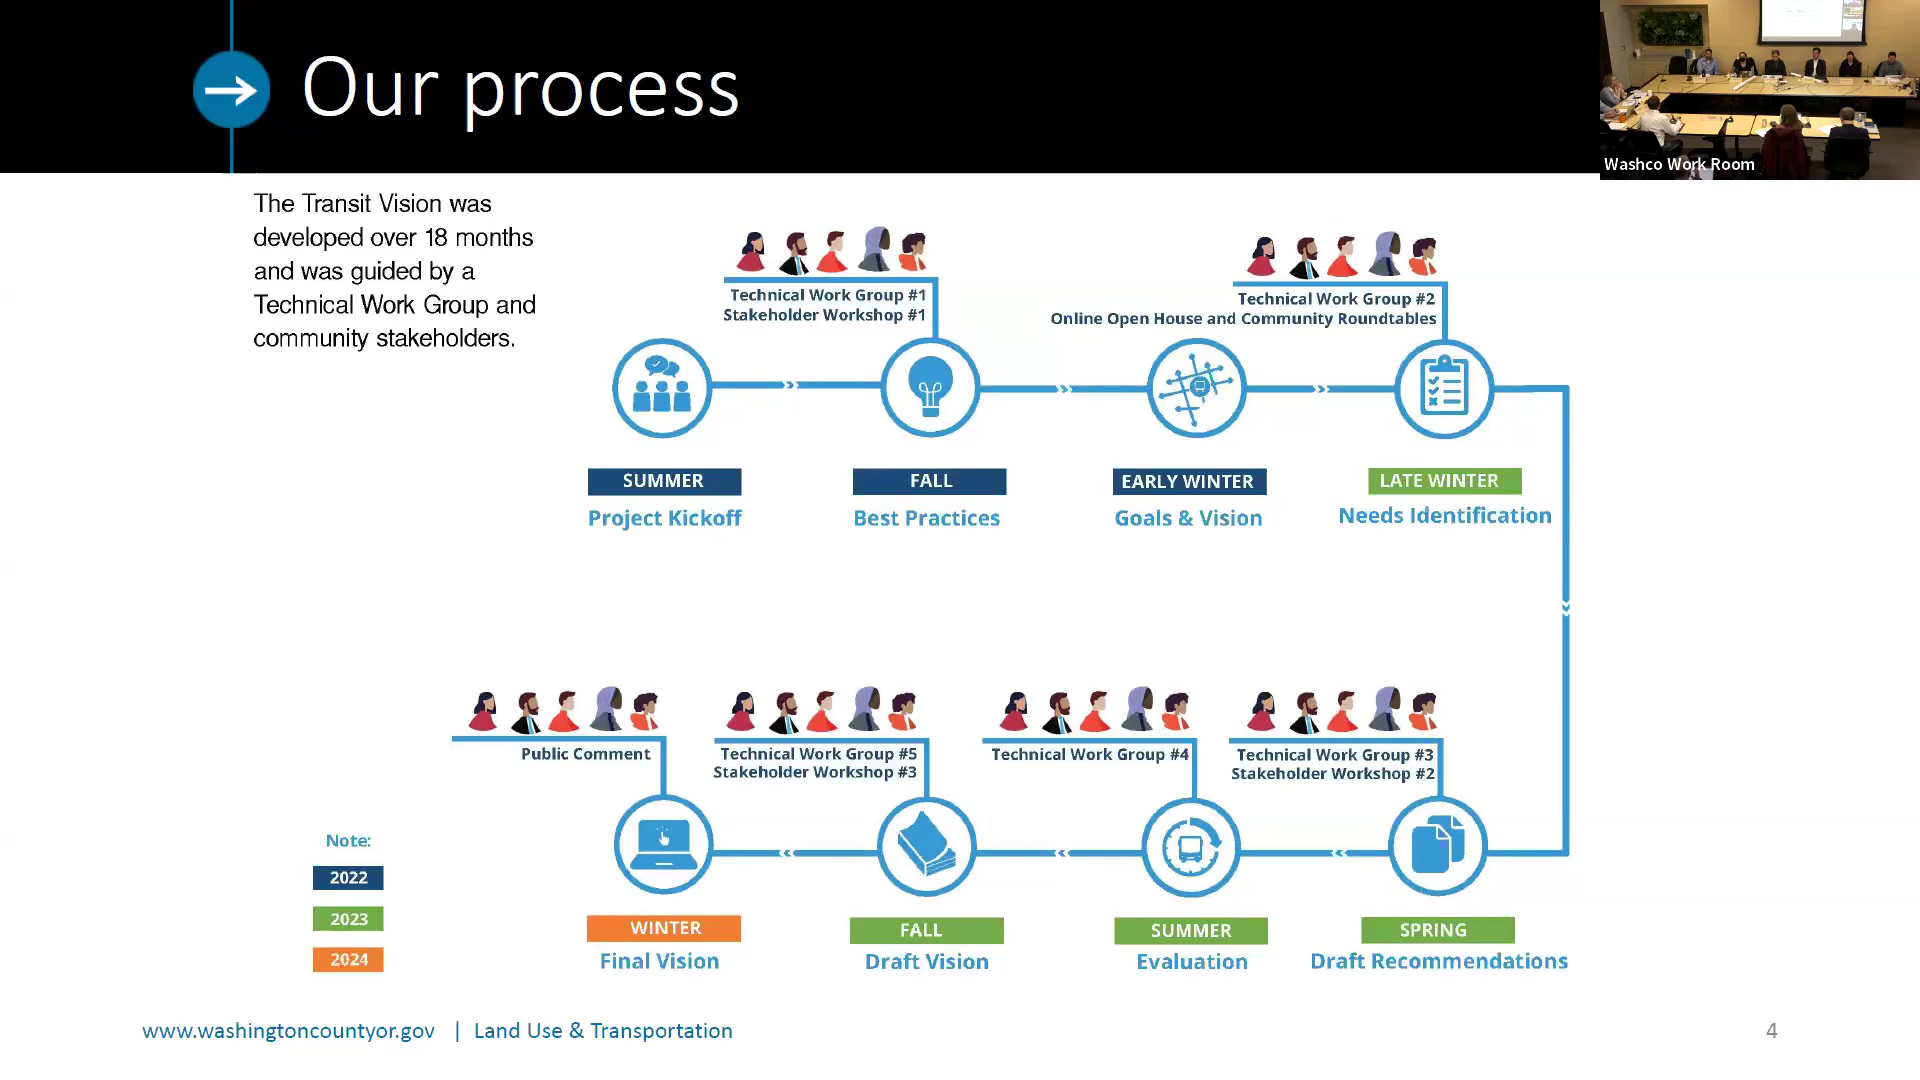 Our process
Washco Work Room
The Transit Vision was
developed over 18 months
and was guided by a
Technical Work Group and
community stakeholders.
Technical Work Group #1
Stakeholder Workshop #1
Technical Work Group #2
Online Open House and Community Roundtables
SUMMER
Project Kickoff
FALL
Best Practices
EARLY WINTER
Goals & Vision
LATE WINTER
Needs Identification
Public Comment
Technical Work Group #5
Stakeholder Workshop #3
Technical Work Group #4
Technical Work Group #3
Stakeholder Workshop #2
WINTER
Final Vision
FALL
Draft Vision
SUMMER
Evaluation
SPRING
Draft Recommendations
Note:
2022
2023
2024
www.washingtoncountyor.gov | Land Use & Transportation
4